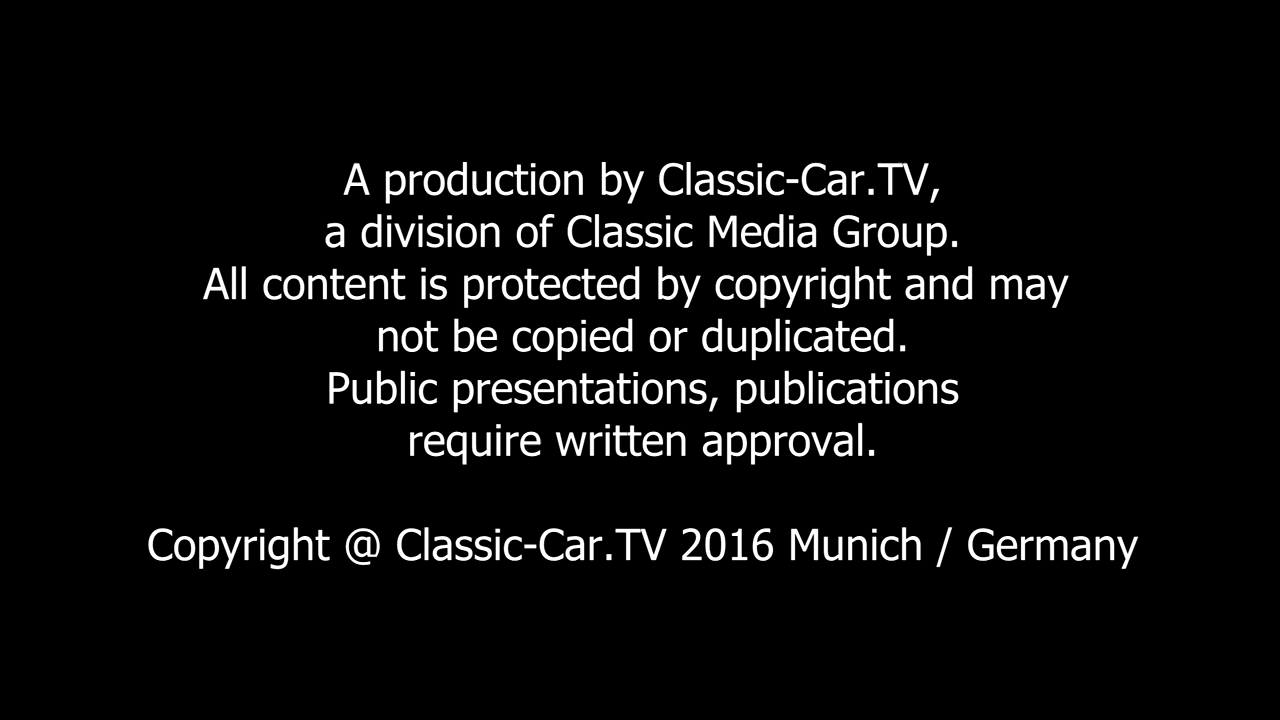 A production by Classic-Car.TV,
a division of Classic Media Group.
All content is protected by copyright and may
not be copied or duplicated.
Public presentations, publications
require written approval.
Copyright @ Classic-Car.TV 2016 Munich / Germany